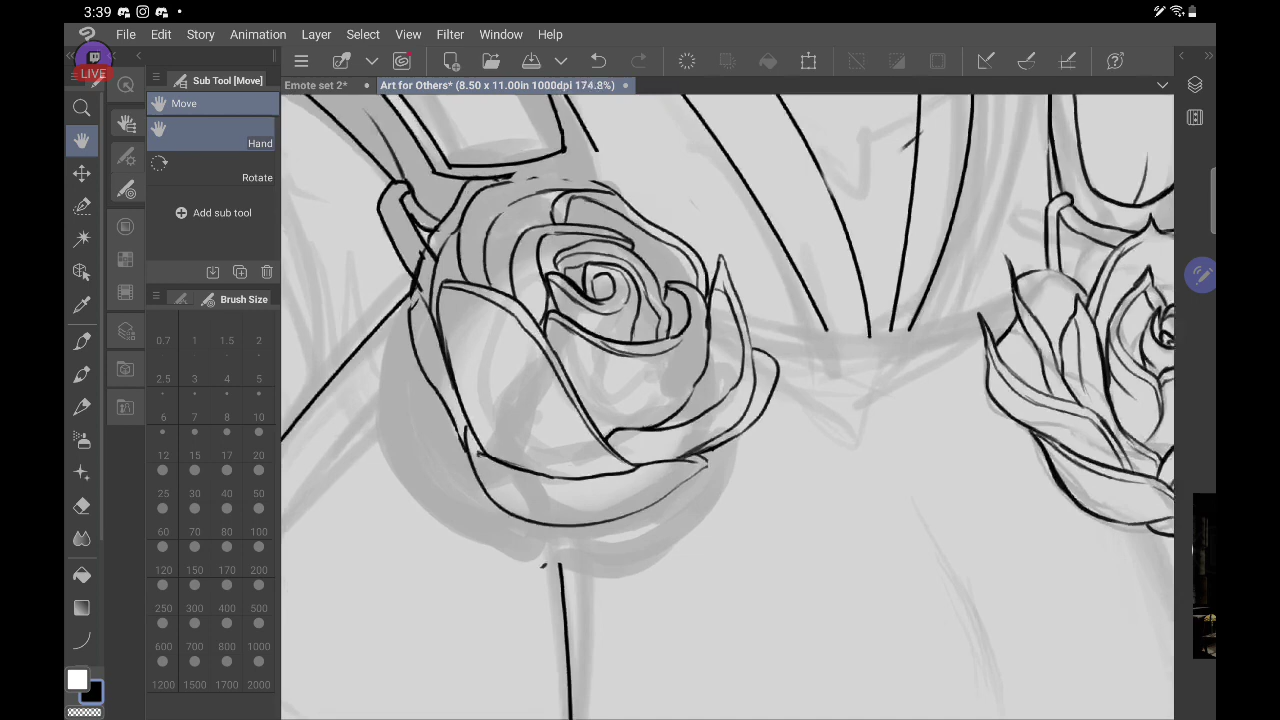 3:39
File Edit Story Animation Layer Select View Filter Window Help
LIVE
Sub Tool [Move]
Emote set 2*
Art for Others* (8.50 x 11.00in 1000dpi 174.8%)
Move
Hand
Rotate
Add sub tool
Brush Size
0.7 1 1.5 2
2.5 3 4 5
6 7 8 10
12 15 17 20
25 30 40 50
60 70 80 100
120 150 170 200
250 300 400 500
600 700 800 1000
1200 1500 1700 2000